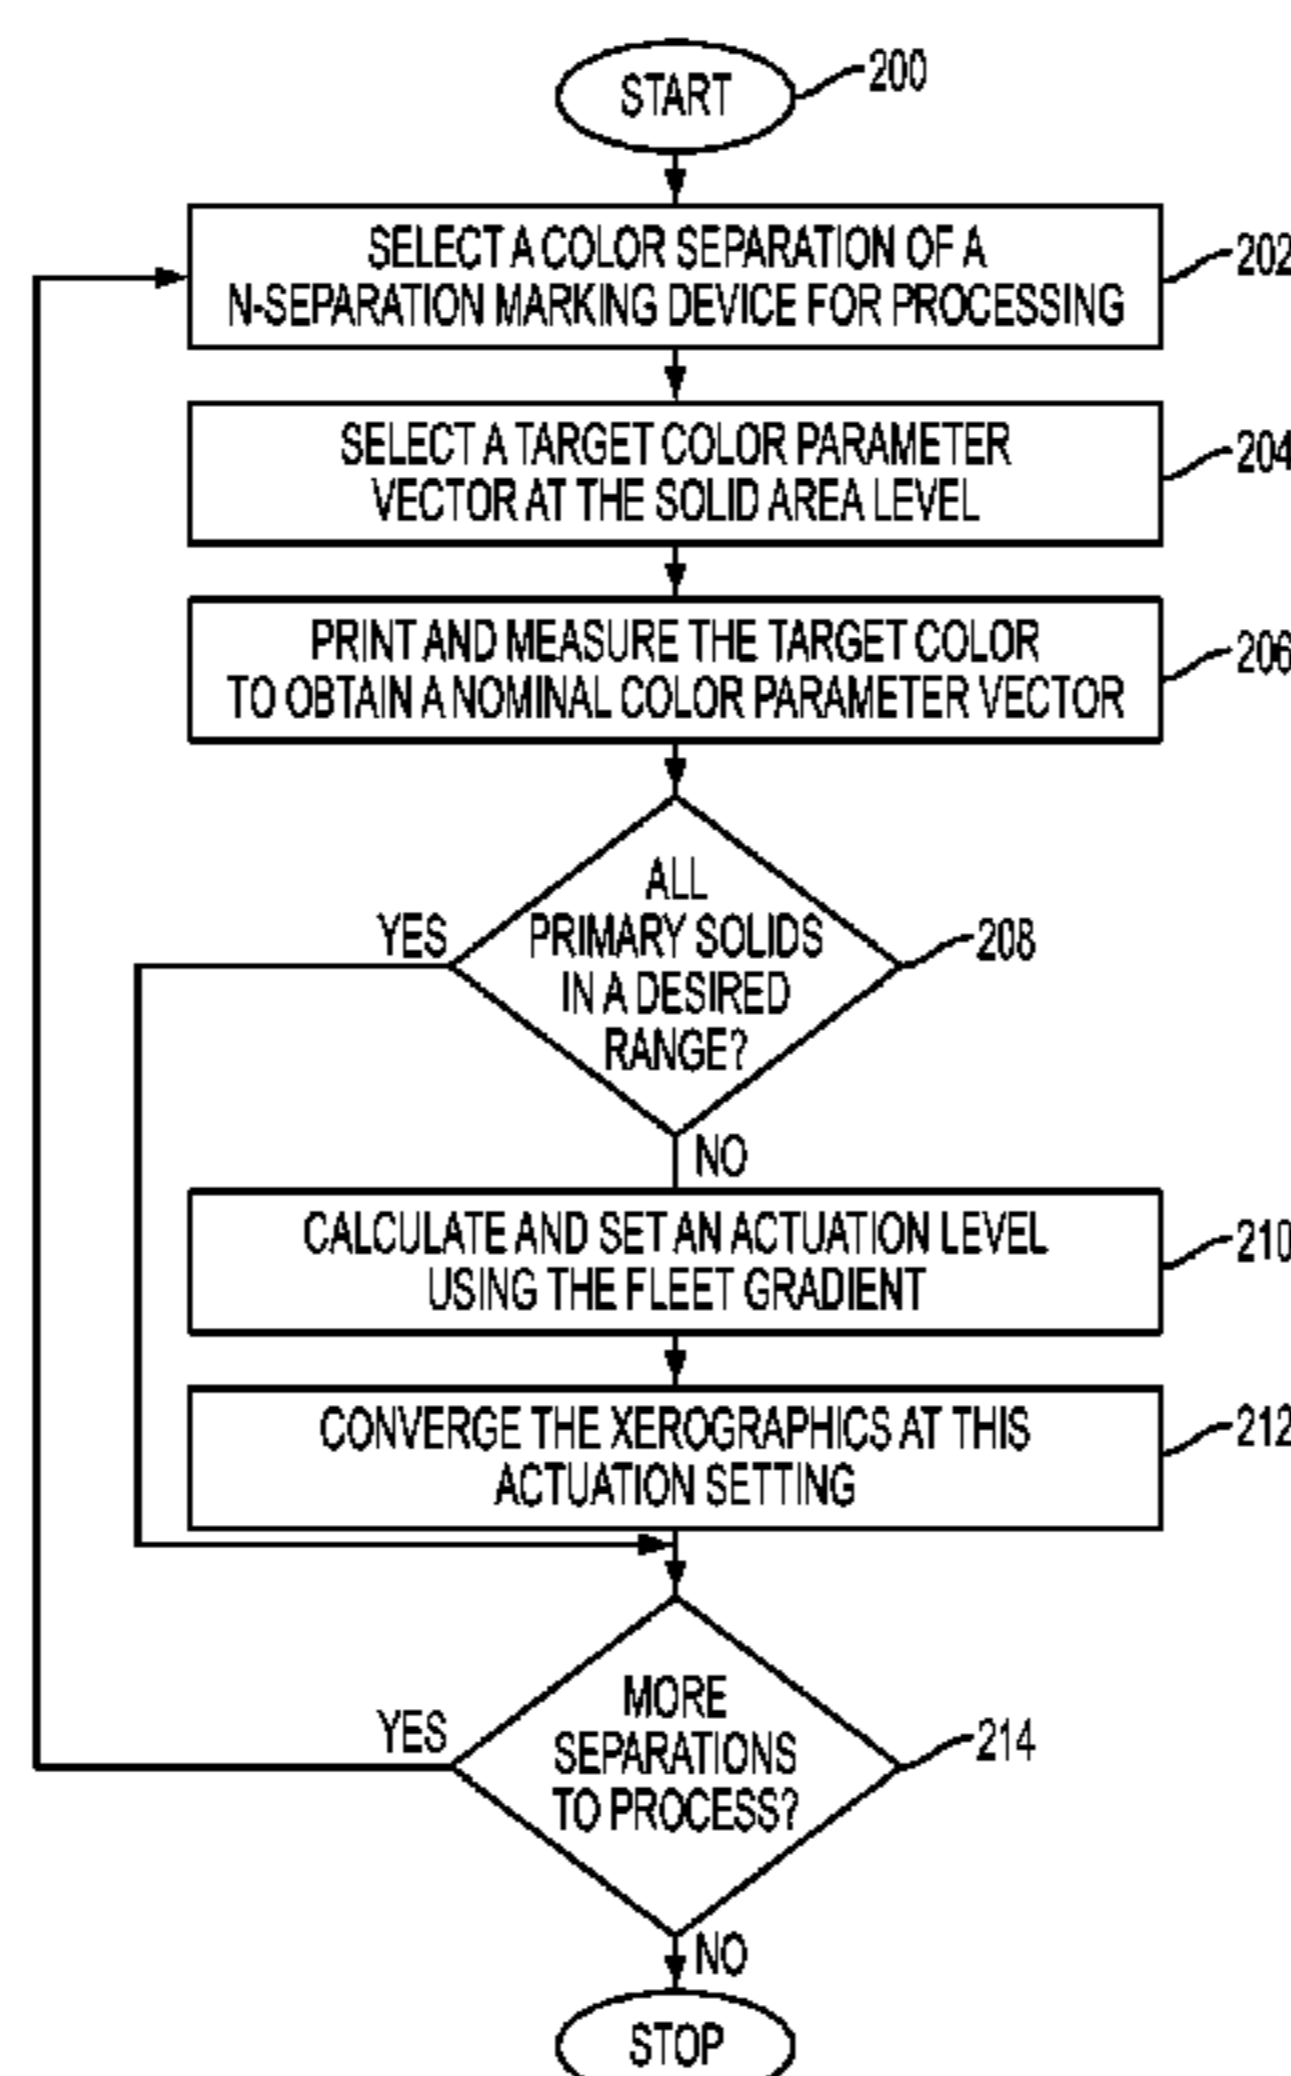 START
200
SELECT A COLOR SEPARATION OF A
N-SEPARATION MARKING DEVICE FOR PROCESSING
202
SELECT A TARGET COLOR PARAMETER
VECTOR AT THE SOLID AREA LEVEL
204
PRINT AND MEASURE THE TARGET COLOR
TO OBTAIN A NOMINAL COLOR PARAMETER VECTOR
206
ALL
PRIMARY SOLIDS
IN A DESIRED
RANGE?
YES
208
NO
CALCULATE AND SET AN ACTUATION LEVEL
USING THE FLEET GRADIENT
210
CONVERGE THE XEROGRAPHICS AT THIS
ACTUATION SETTING
212
MORE
SEPARATIONS
TO PROCESS?
YES
214
NO
STOP